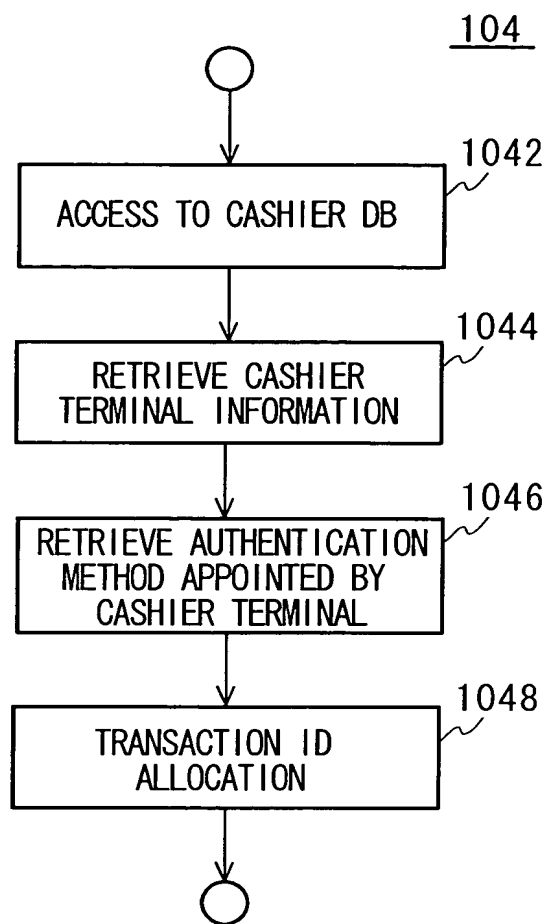 104
1042
ACCESS TO CASHIER DB
1044
RETRIEVE CASHIER
TERMINAL INFORMATION
1046
RETRIEVE AUTHENTICATION
METHOD APPOINTED BY
CASHIER TERMINAL
1048
TRANSACTION ID
ALLOCATION